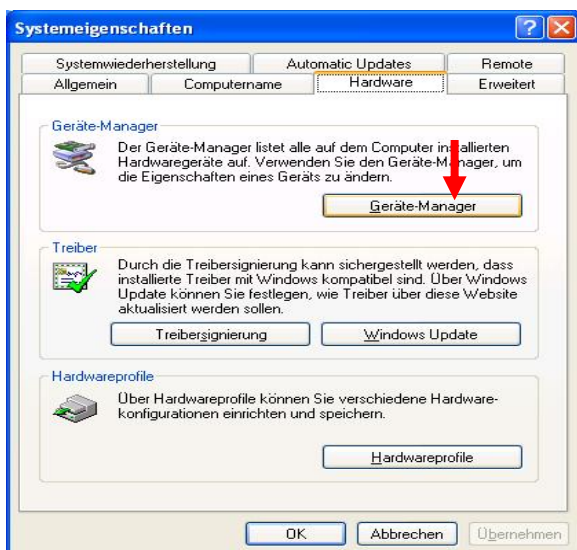 Systemeigenschaften
Systemwiederherstellung Automatic Updates Remote
Allgemein Computername Hardware Erweitert
Geräte-Manager
Der Geräte-Manager listet alle auf dem Computer installierten
Hardwaregeräte auf. Verwenden Sie den Geräte-Manager, um
die Eigenschaften eines Geräts zu ändern.
Geräte-Manager
Treiber
Durch die Treibersignierung kann sichergestellt werden, dass
installierte Treiber mit Windows kompatibel sind. Über Windows
Update können Sie festlegen, wie Treiber über diese Website
aktualisiert werden sollen.
Treibersignierung Windows Update
Hardwareprofile
Über Hardwareprofile können Sie verschiedene Hardware-
konfigurationen einrichten und speichern.
Hardwareprofile
OK Abbrechen Übernehmen